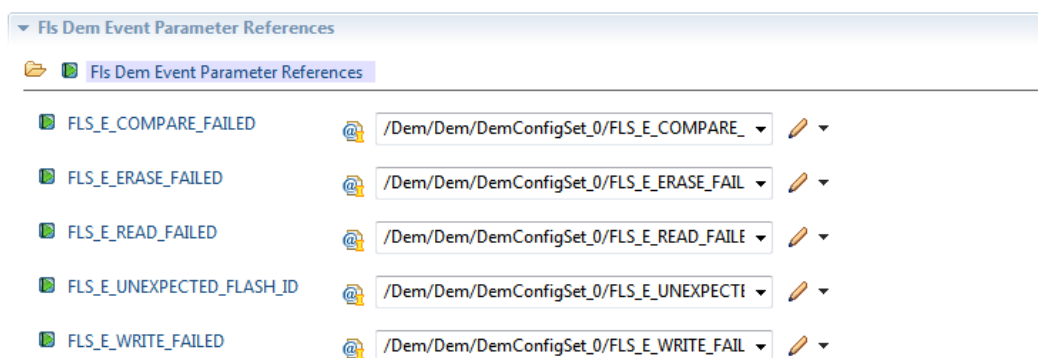 Fls Dem Event Parameter References
Fls Dem Event Parameter References
FLS_E_COMPARE_FAILED /Dem/Dem/DemConfigSet_0/FLS_E_COMPARE_
FLS_E_ERASE_FAILED /Dem/Dem/DemConfigSet_0/FLS_E_ERASE_FAIL
FLS_E_READ_FAILED /Dem/Dem/DemConfigSet_0/FLS_E_READ_FAILE
FLS_E_UNEXPECTED_FLASH_ID /Dem/Dem/DemConfigSet_0/FLS_E_UNEXPECTE
FLS_E_WRITE_FAILED /Dem/Dem/DemConfigSet_0/FLS_E_WRITE_FAIL